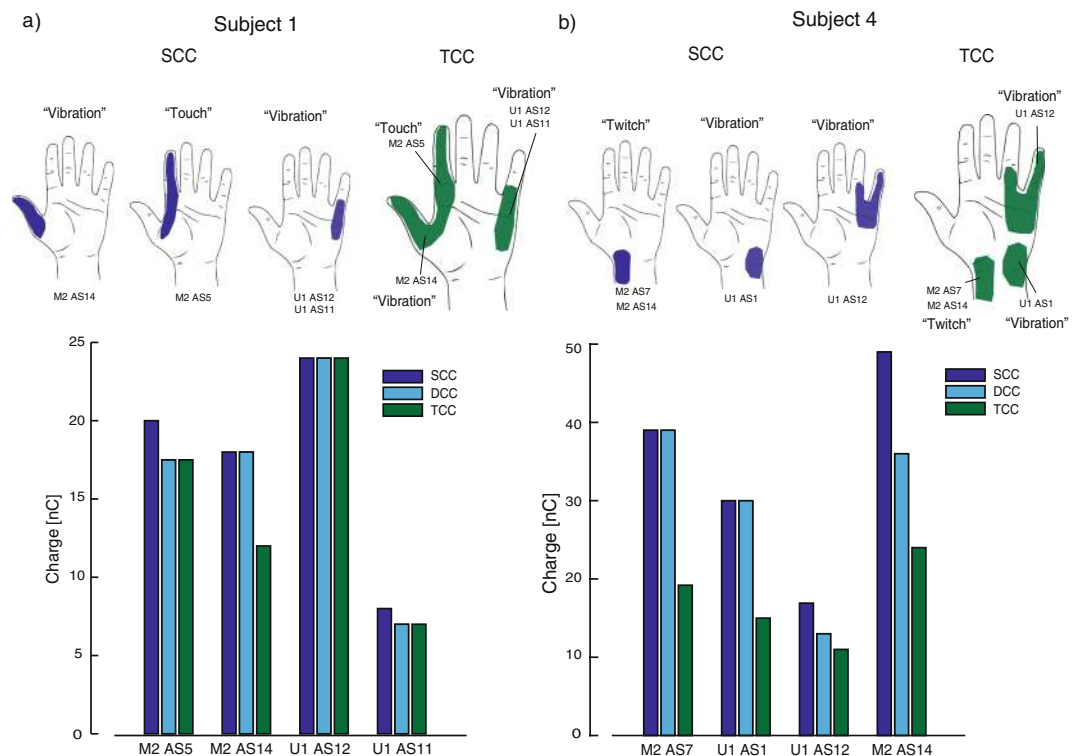 a)
Subject 1
SCC
TCC
“Vibration”
“Touch”
“Vibration”
“Touch”
M2 AS5
“Vibration”
U1 AS12
U1 AS11
M2 AS14
“Vibration”
M2 AS14
M2 AS5
U1 AS12
U1 AS11
25
20
15
10
5
0
Charge [nC]
SCC
DCC
TCC
M2 AS5
M2 AS14
U1 AS12
U1 AS11
b)
Subject 4
SCC
TCC
“Twitch”
“Vibration”
“Vibration”
“Vibration”
U1 AS12
M2 AS7
M2 AS14
U1 AS1
U1 AS12
M2 AS7
M2 AS14
“Twitch”
U1 AS1
“Vibration”
50
40
30
20
10
0
Charge [nC]
SCC
DCC
TCC
M2 AS7
U1 AS1
U1 AS12
M2 AS14